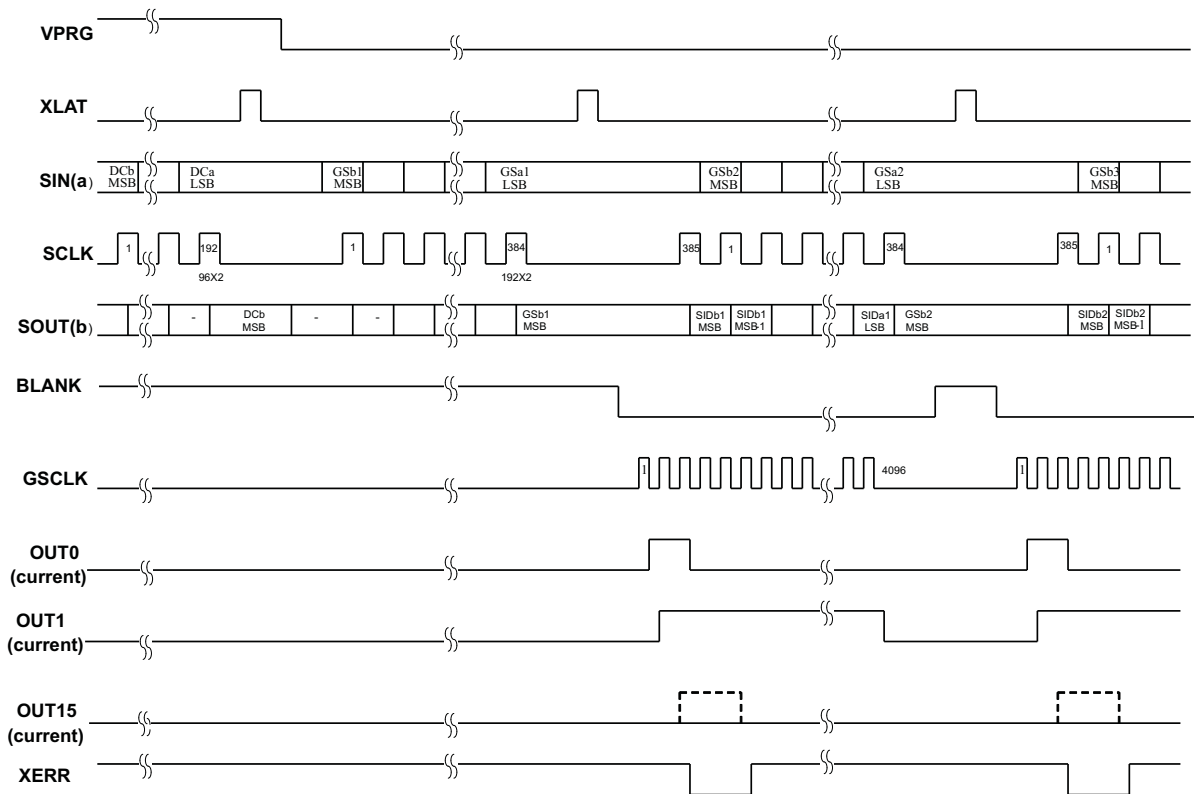 VPRG
XLAT
SIN(a)
DCb
MSB
DCa
LSB
GSb1
MSB
GSa1
LSB
GSb2
MSB
GSa2
LSB
GSb3
MSB
SCLK
1
192
1
384
385
1
384
385
1
96X2
192X2
SOUT(b)
-
DCb
MSB
-
-
GSb1
MSB
SIDb1
MSB
SIDb1
MSB-1
SIDa1
LSB
GSb2
MSB
SIDb2
MSB
SIDb2
MSB-1
BLANK
GSCLK
1
4096
1
OUT0
(current)
OUT1
(current)
OUT15
(current)
XERR